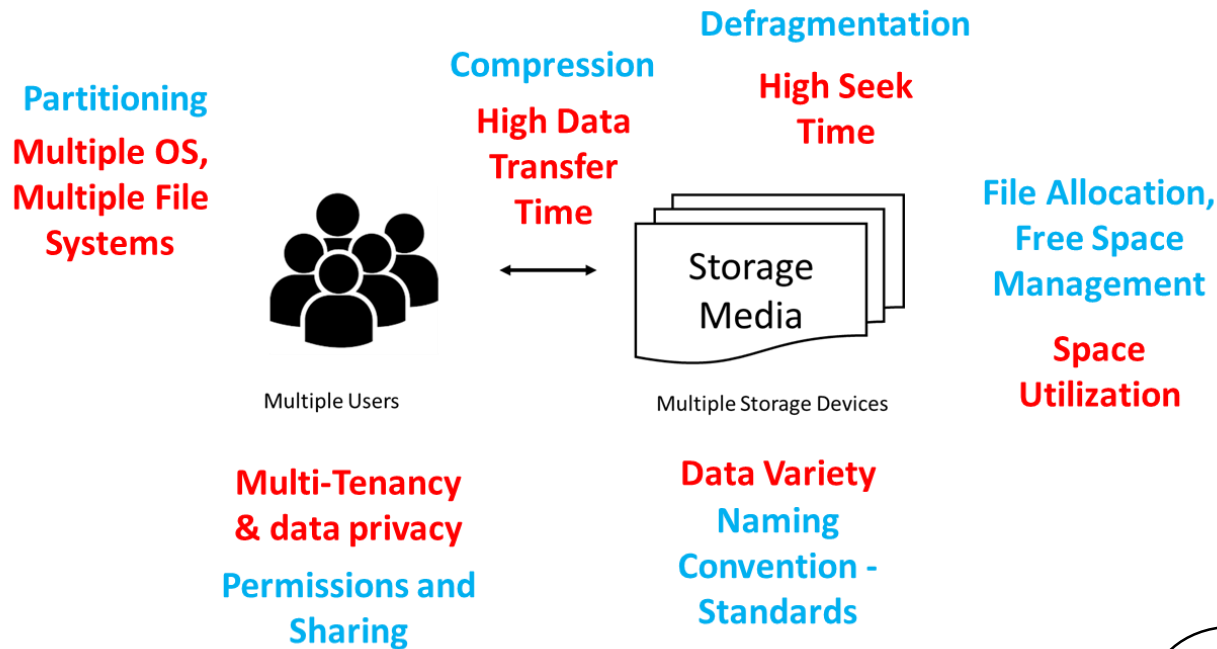 Defragmentation
High Seek
Time
Compression
High Data
Transfer
Time
Partitioning
Multiple OS,
Multiple File
Systems
File Allocation,
Free Space
Management
Space
Utilization
Storage
Media
Multiple Users
Multiple Storage Devices
Multi-Tenancy
& data privacy
Permissions and
Sharing
Data Variety
Naming
Convention -
Standards